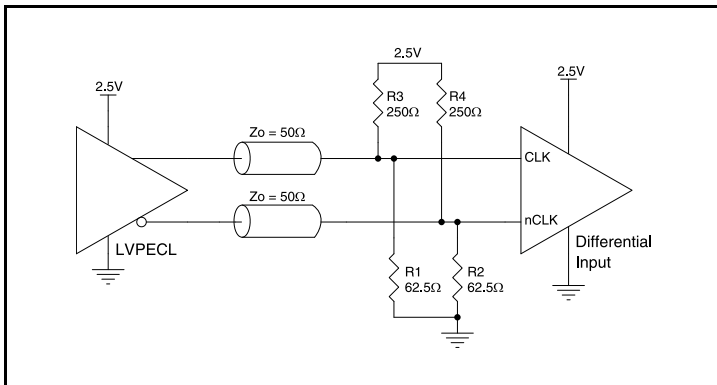 2.5V
2.5V
2.5V
R3
250Ω
R4
250Ω
Zo = 50Ω
CLK
Zo = 50Ω
nCLK
LVPECL
Differential
Input
R1
62.5Ω
R2
62.5Ω